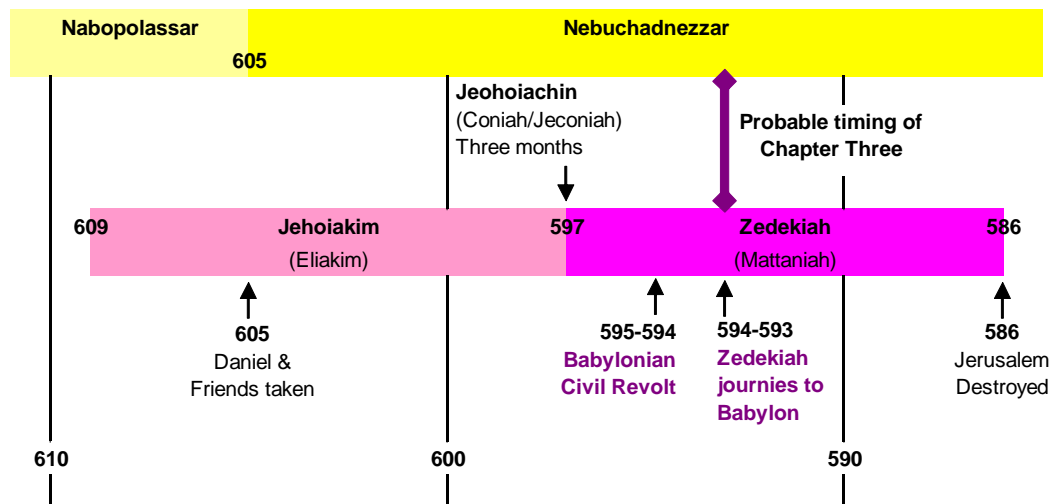 Nabopolassar
Nebuchadnezzar
605
Jeohoiachin
(Coniah/Jeconiah)
Three months
Probable timing of
Chapter Three
609
Jehoiakim
(Eliakim)
597
Zedekiah
(Mattaniah)
586
605
Daniel &
Friends taken
595-594
Babylonian
Civil Revolt
594-593
Zedekiah
journies to
Babylon
586
Jerusalem
Destroyed
610
600
590